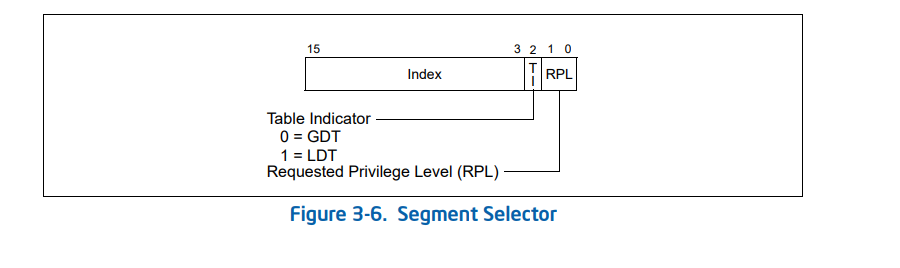 15 3 2 1 0
Index TI RPL
Table Indicator
0 = GDT
1 = LDT
Requested Privilege Level (RPL)
Figure 3-6. Segment Selector